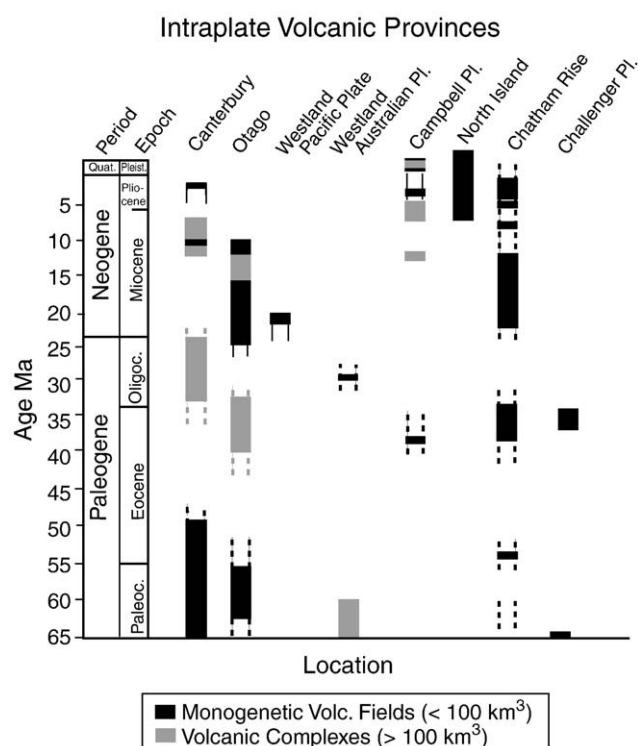 Intraplate Volcanic Provinces
Period
Epoch
Canterbury
Otago
Westland
Pacific Plate
Westland
Australian Pl.
Campbell Pl.
North Island
Chatham Rise
Challenger Pl.
Quat.
Pleist.
Plio-
cene
Neogene
Miocene
Oligoc.
Paleogene
Eocene
Paleoc.
Age Ma
5
10
15
20
25
30
35
40
45
50
55
60
65
Location
Monogenetic Volc. Fields (< 100 km³)
Volcanic Complexes (> 100 km³)